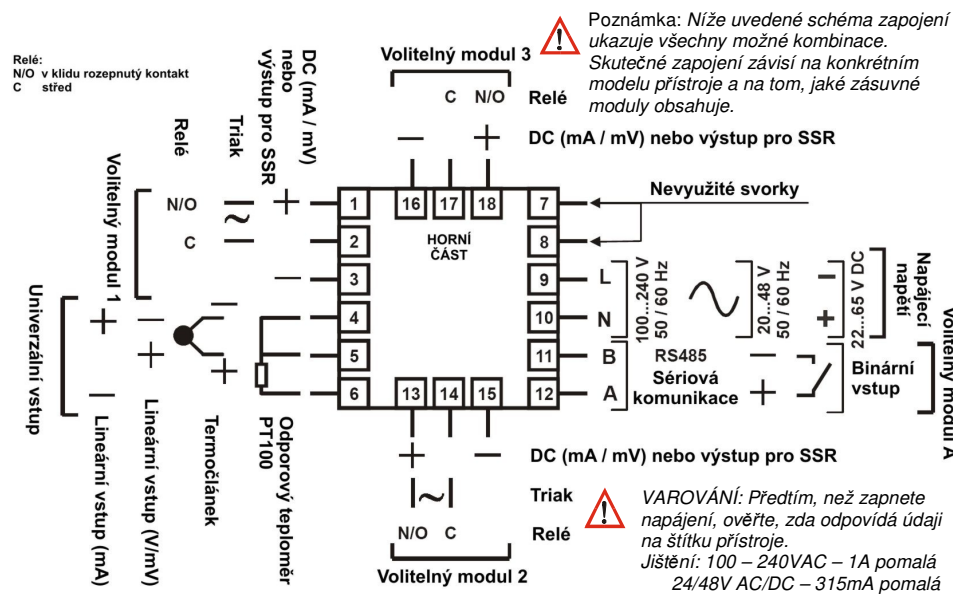 Poznámka: Níže uvedené schéma zapojení
ukazuje všechny možné kombinace.
Skutečné zapojení závisí na konkrétním
modelu přístroje a na tom, jaké zásuvné
moduly obsahuje.
Relé:
N/O v klidu rozepnutý kontakt
C střed
Volitelný modul 3
C N/O Relé
− + DC (mA / mV) nebo výstup pro SSR
DC (mA / mV)
nebo
výstup pro SSR
Triak
Relé
Volitelný modul 1
N/O
C
~
+
−
1
2
3
4
5
6
16 17 18
HORNÍ
ČÁST
7
8
9
10
11
12
13 14 15
Nevyužité svorky
L
N
B
A
100...240 V
50 / 60 Hz
20...48 V
50 / 60 Hz
− +
22...65 V DC
Napájecí
napětí
RS485
Sériová
komunikace
−
+
Binární
vstup
Volitelný modul A
Univerzální vstup
+ −
Lineární vstup (mA)
− +
Lineární vstup (V/mV)
− +
Termočlánek
Odporový teploměr
PT100
+ − DC (mA / mV) nebo výstup pro SSR
~ Triak
N/O C Relé
Volitelný modul 2
VAROVÁNÍ: Předtím, než zapnete
napájení, ověřte, zda odpovídá údaji
na štítku přístroje.
Jištění: 100 – 240VAC – 1A pomalá
24/48V AC/DC – 315mA pomalá